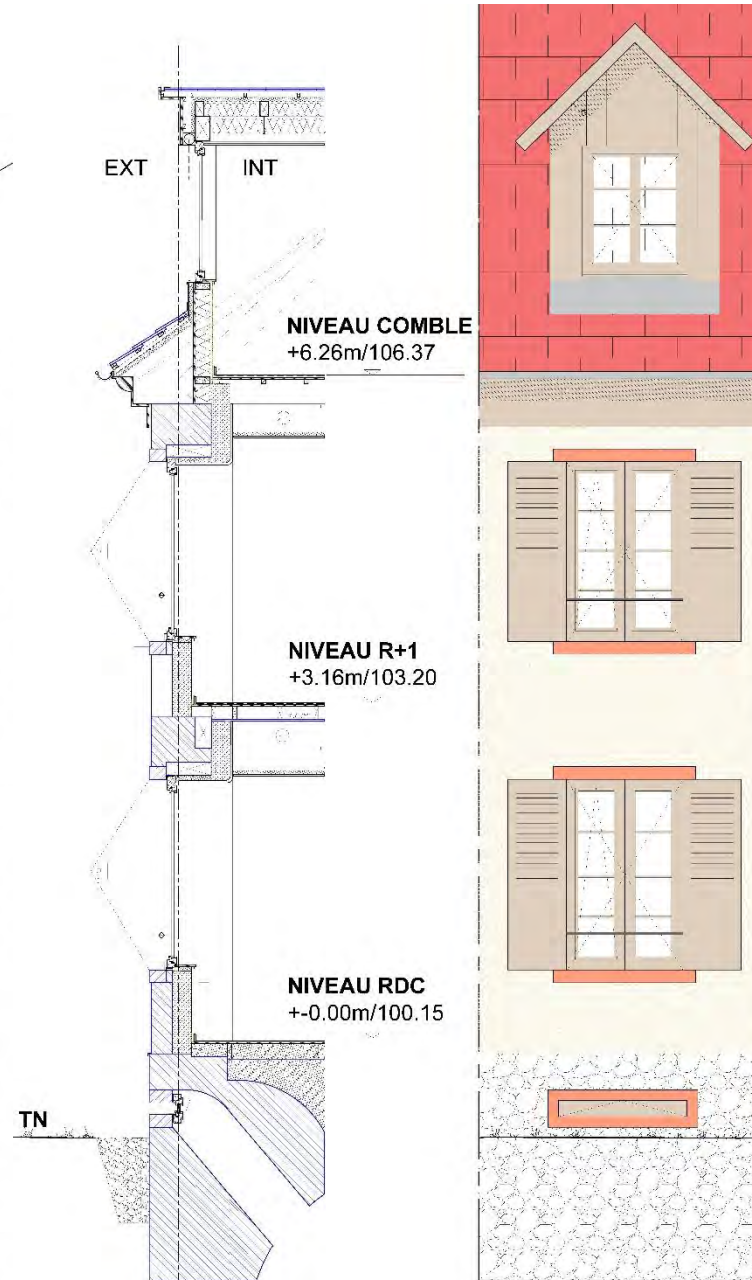 EXT
INT
NIVEAU COMBLE
+6.26m/106.37
NIVEAU R+1
+3.16m/103.20
NIVEAU RDC
+-0.00m/100.15
TN